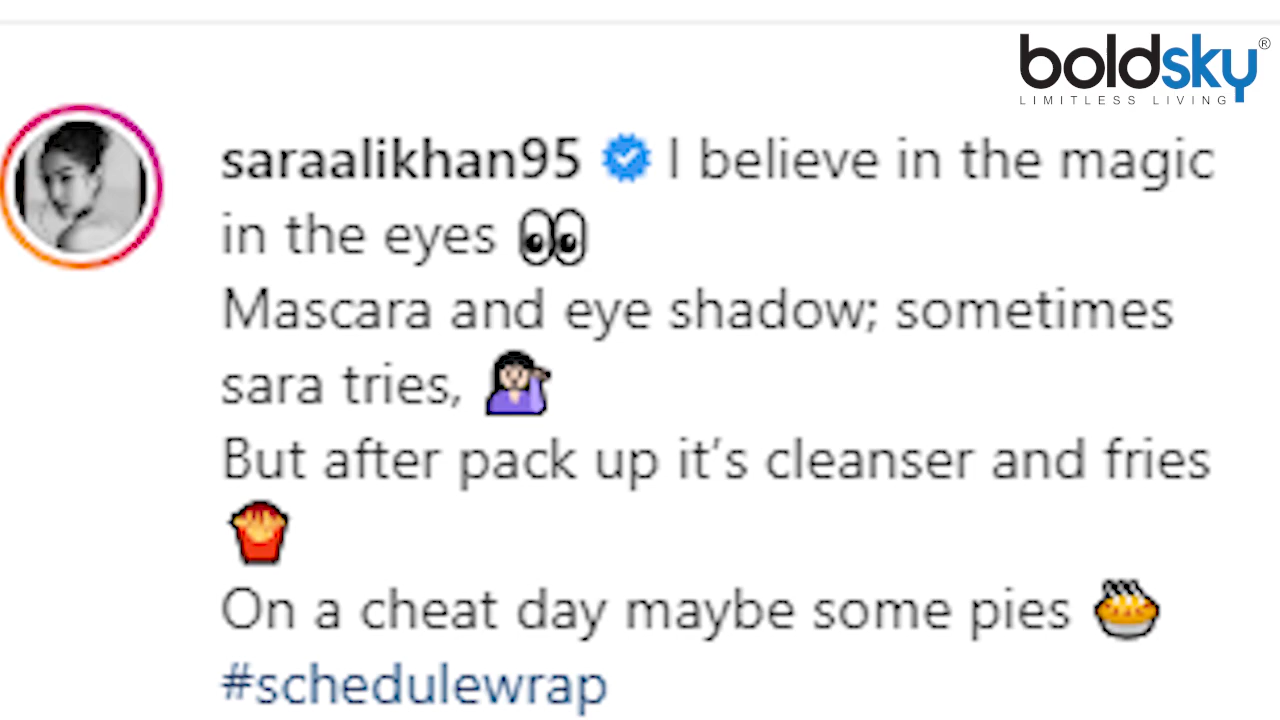 boldsky®
LIMITLESS LIVING
saraalikhan95 I believe in the magic
in the eyes 👀
Mascara and eye shadow; sometimes
sara tries, 💁🏻‍♀️
But after pack up it’s cleanser and fries
🍟
On a cheat day maybe some pies 🥧
#schedulewrap